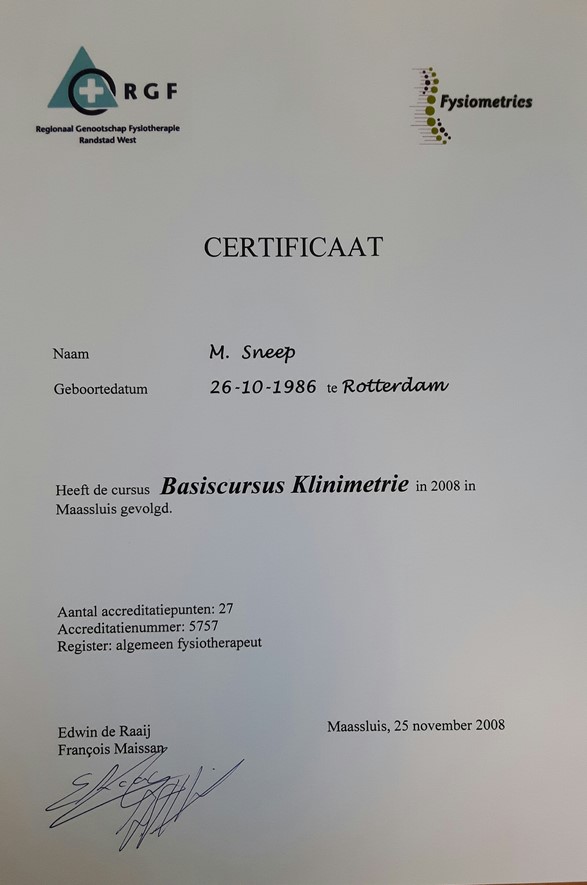 RGF
Regionaal Genootschap Fysiotherapie
Randstad West
Fysiometrics
CERTIFICAAT
Naam M. Sneep
Geboortedatum 26-10-1986 te Rotterdam
Heeft de cursus Basiscursus Klinimetrie in 2008 in
Maassluis gevolgd.
Aantal accreditatiepunten: 27
Accreditatienummer: 5757
Register: algemeen fysiotherapeut
Edwin de Raaij
François Maissan
Maassluis, 25 november 2008